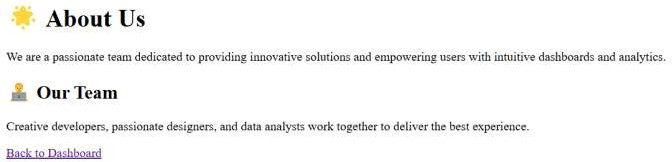 🌟 About Us
We are a passionate team dedicated to providing innovative solutions and empowering users with intuitive dashboards and analytics.
🧑‍💻 Our Team
Creative developers, passionate designers, and data analysts work together to deliver the best experience.
Back to Dashboard